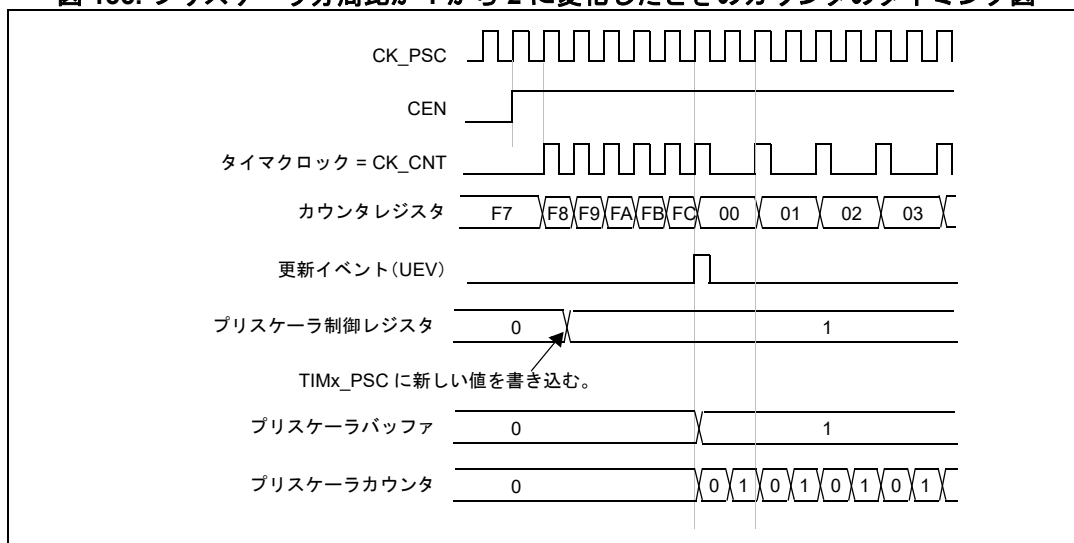 CK_PSC
CEN
タイマクロック = CK_CNT
カウンタレジスタ F7 F8 F9 FA FB FC 00 01 02 03
更新イベント(UEV)
プリスケーラ制御レジスタ 0 1
TIMx_PSC に新しい値を書き込む。
プリスケーラバッファ 0 1
プリスケーラカウンタ 0 0 1 0 1 0 1 0 1